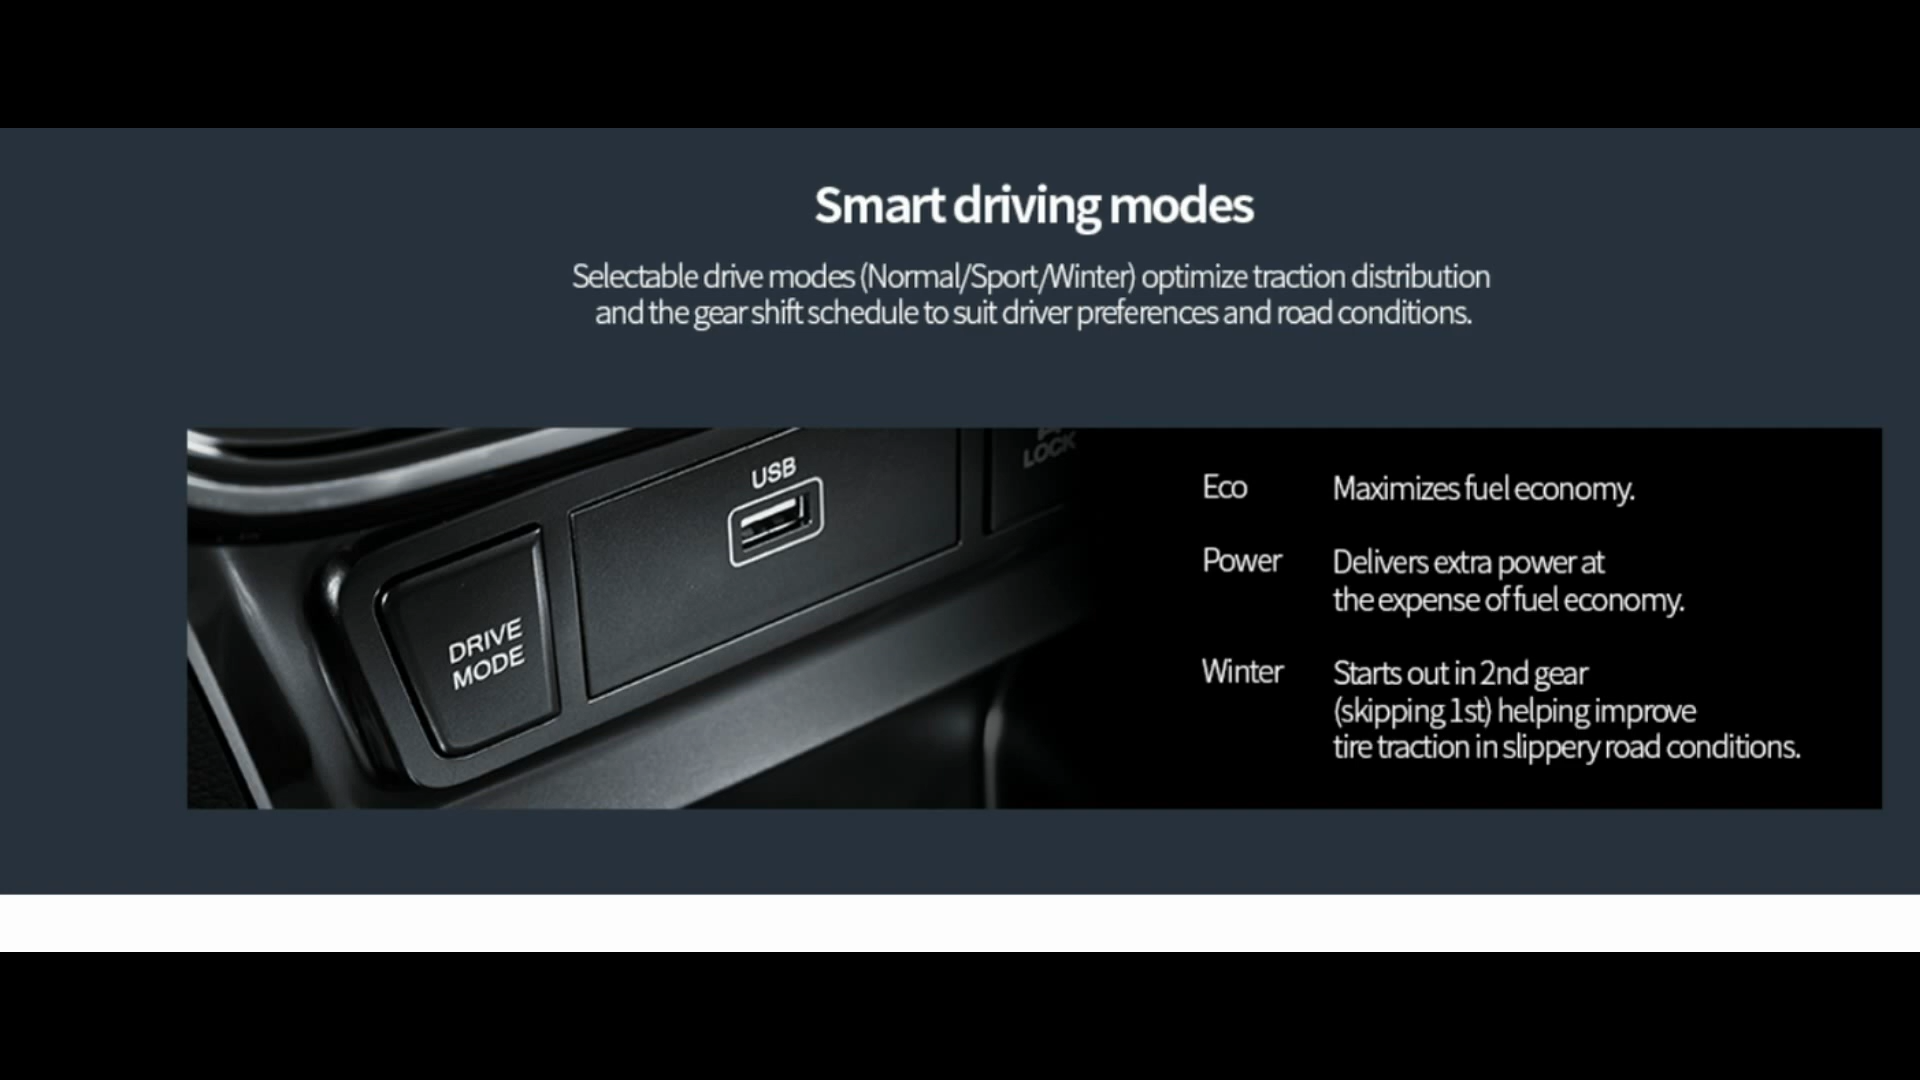 Smart driving modes
Selectable drive modes (Normal/Sport/Winter) optimize traction distribution
and the gear shift schedule to suit driver preferences and road conditions.
USB
LOCK
DRIVE
MODE
Eco
Maximizes fuel economy.
Power
Delivers extra power at
the expense of fuel economy.
Winter
Starts out in 2nd gear
(skipping 1st) helping improve
tire traction in slippery road conditions.